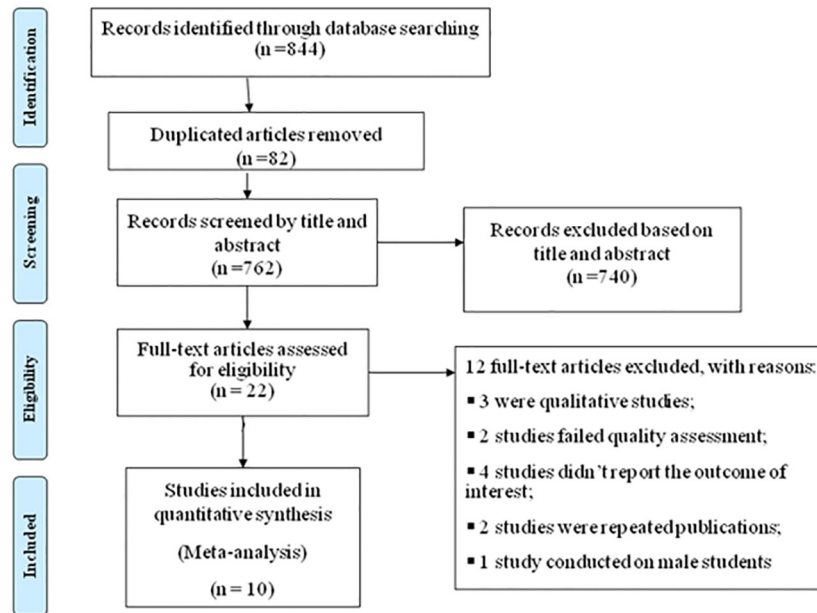 Identification
Records identified through database searching
(n =844)
Duplicated articles removed
(n=82)
Screening
Records screened by title and
abstract
(n =762)
Records excluded based on
title and abstract
(n =740)
Eligibility
Full-text articles assessed
for eligibility
(n = 22)
12 full-text articles excluded, with reasons:
▪ 3 were qualitative studies;
▪ 2 studies failed quality assessment;
▪ 4 studies didn't report the outcome of
interest;
▪ 2 studies were repeated publications;
▪ 1 study conducted on male students
Included
Studies included in
quantitative synthesis
(Meta-analysis)
(n = 10)